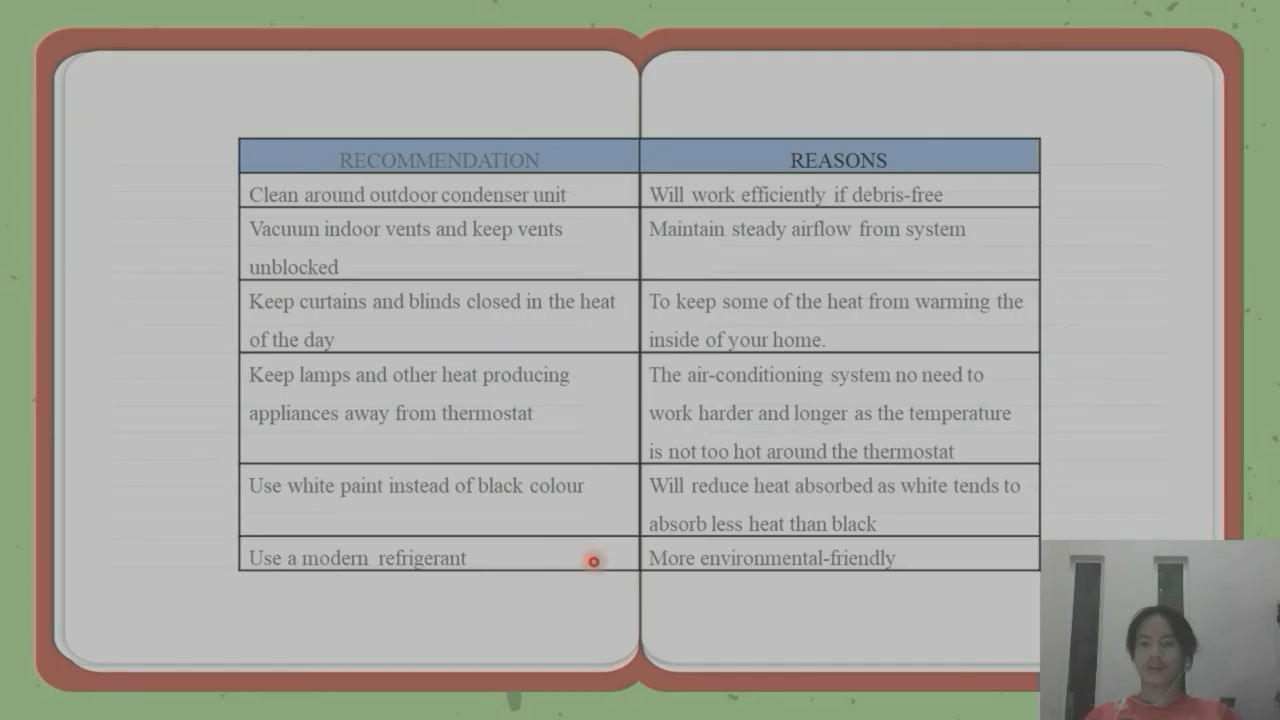 RECOMMENDATION
REASONS
Clean around outdoor condenser unit
Will work efficiently if debris-free
Vacuum indoor vents and keep vents
unblocked
Maintain steady airflow from system
Keep curtains and blinds closed in the heat
of the day
To keep some of the heat from warming the
inside of your home.
Keep lamps and other heat producing
appliances away from thermostat
The air-conditioning system no need to
work harder and longer as the temperature
is not too hot around the thermostat
Use white paint instead of black colour
Will reduce heat absorbed as white tends to
absorb less heat than black
Use a modern refrigerant
More environmental-friendly